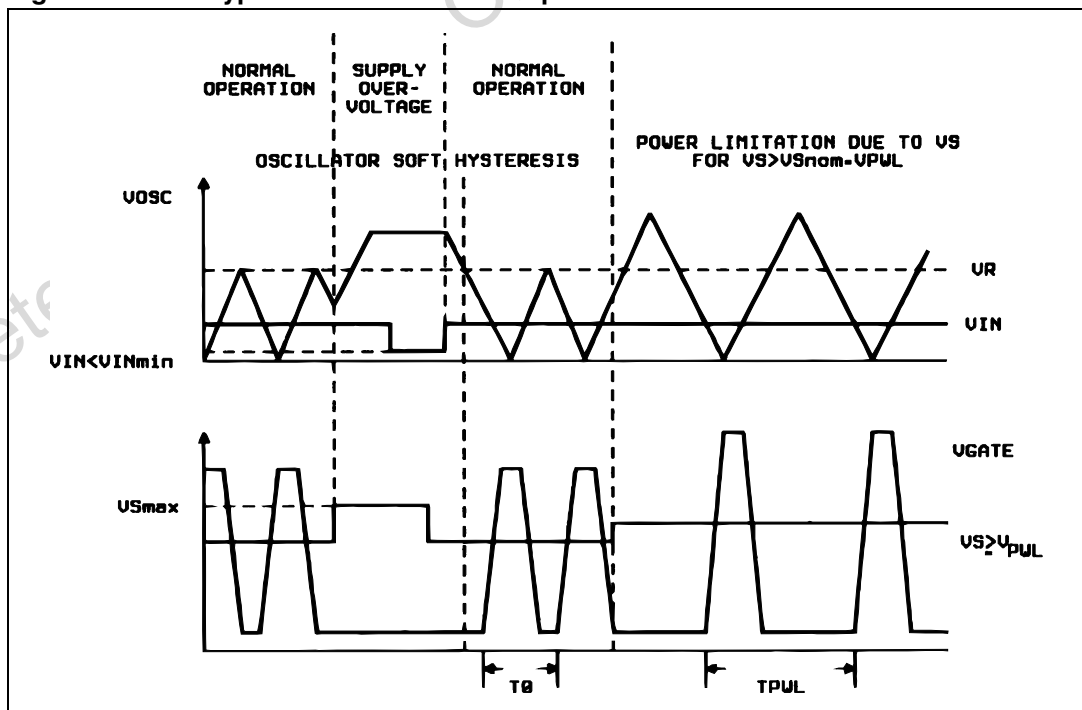 NORMAL
OPERATION
SUPPLY
OVER-
VOLTAGE
NORMAL
OPERATION
POWER LIMITATION DUE TO VS
FOR VS>VSnom=VPWL
OSCILLATOR SOFT HYSTERESIS
VOSC
VR
VIN
VIN<VINmin
VGATE
VSmax
VS≥VPWL
T0
TPWL